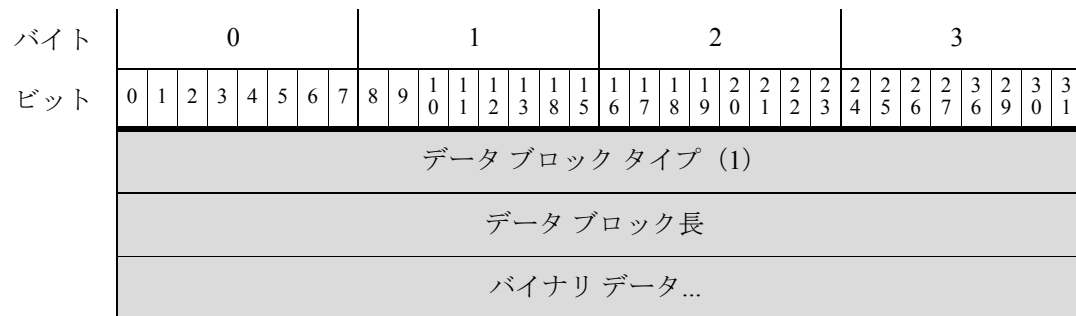 バイト 0 1 2 3
ビット 0 1 2 3 4 5 6 7 8 9 10 11 12 13 18 15 16 17 18 19 20 21 22 23 24 25 26 27 36 29 30 31
データ ブロック タイプ（1）
データ ブロック長
バイナリ データ...